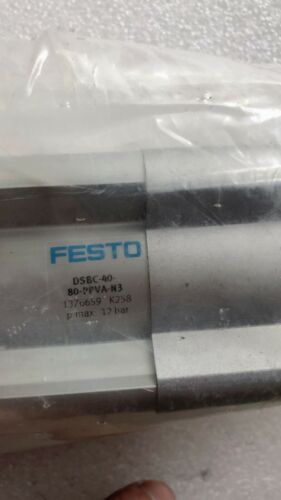 FESTO
DSBC-40-
80-PPVA-N3
1376659 K258
p max. 12 bar